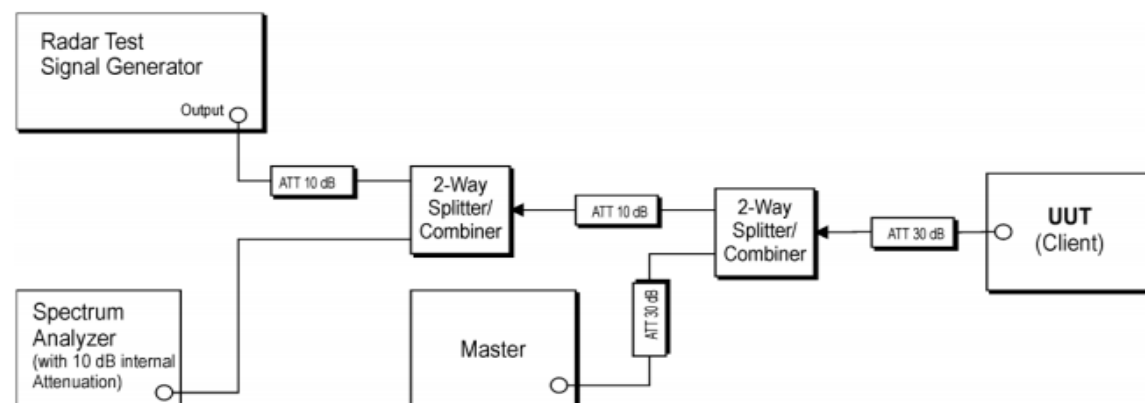 Radar Test
Signal Generator
Output
ATT 10 dB
2-Way
Splitter/
Combiner
ATT 10 dB
2-Way
Splitter/
Combiner
ATT 30 dB
UUT
(Client)
Spectrum
Analyzer
(with 10 dB internal
Attenuation)
Master
ATT 30 dB